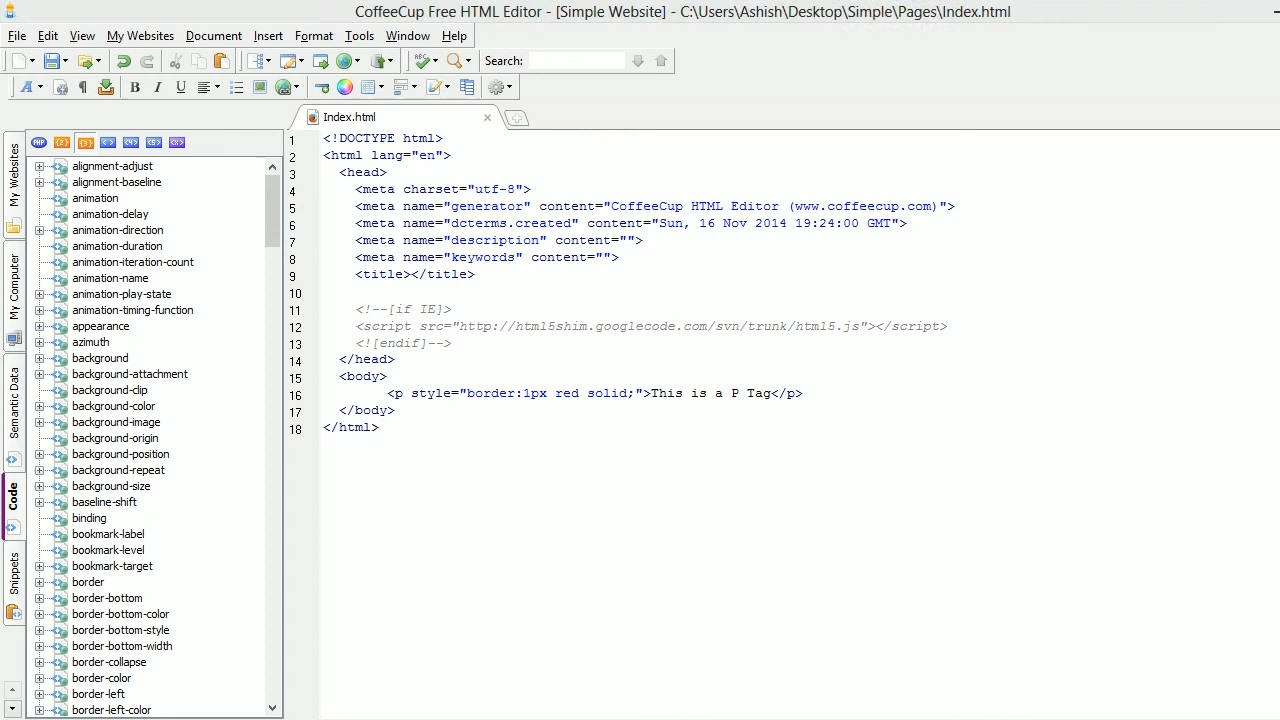 CoffeeCup Free HTML Editor - [Simple Website] - C:\Users\Ashish\Desktop\Simple\Pages\Index.html
File Edit View My Websites Document Insert Format Tools Window Help
Search:
Index.html
My Websites
My Computer
Semantic Data
Code
Snippets
alignment-adjust
alignment-baseline
animation
animation-delay
animation-direction
animation-duration
animation-iteration-count
animation-name
animation-play-state
animation-timing-function
appearance
azimuth
background
background-attachment
background-clip
background-color
background-image
background-origin
background-position
background-repeat
background-size
baseline-shift
binding
bookmark-label
bookmark-level
bookmark-target
border
border-bottom
border-bottom-color
border-bottom-style
border-bottom-width
border-collapse
border-color
border-left
border-left-color
1 <!DOCTYPE html>
2 <html lang="en">
3 <head>
4 <meta charset="utf-8">
5 <meta name="generator" content="CoffeeCup HTML Editor (www.coffeecup.com)">
6 <meta name="dcterms.created" content="Sun, 16 Nov 2014 19:24:00 GMT">
7 <meta name="description" content="">
8 <meta name="keywords" content="">
9 <title></title>
10
11 <!--[if IE]>
12 <script src="http://html5shim.googlecode.com/svn/trunk/html5.js"></script>
13 <![endif]-->
14 </head>
15 <body>
16 <p style="border:1px red solid;">This is a P Tag</p>
17 </body>
18 </html>